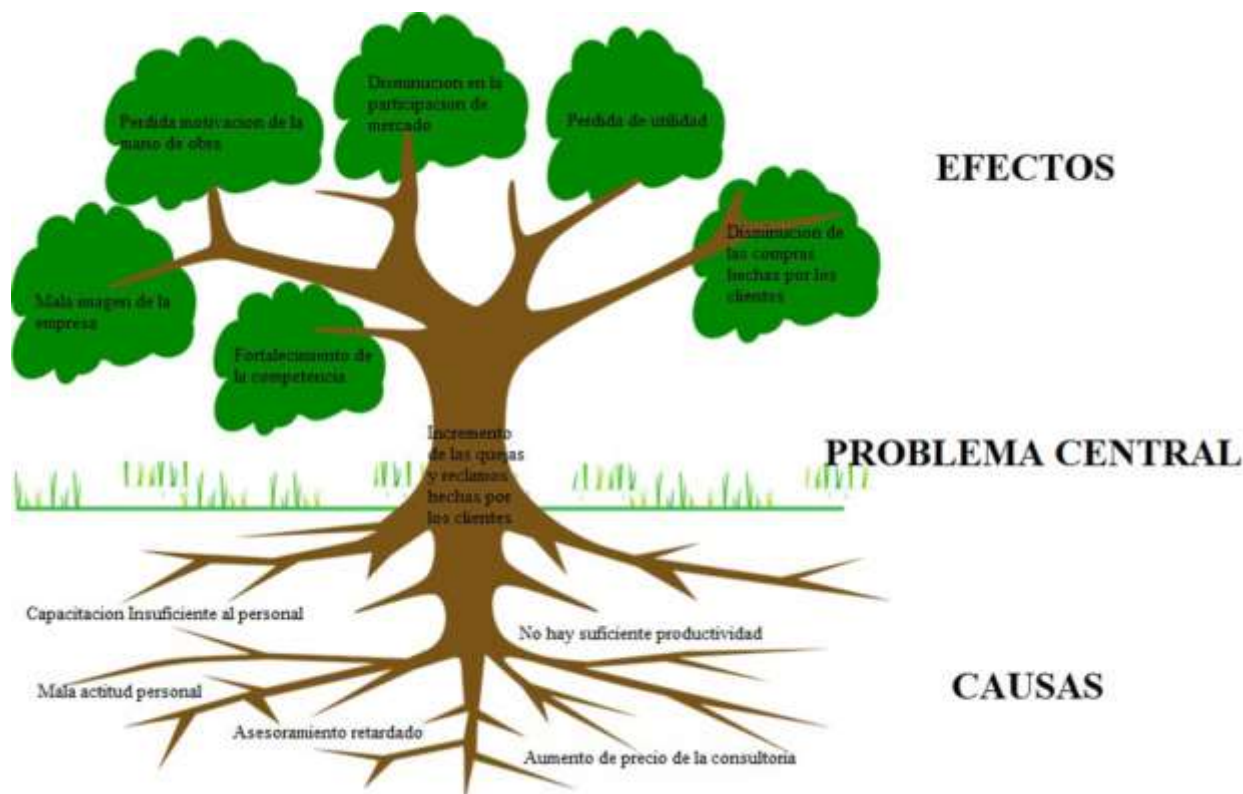 Disminucion en la
participacion de
mercado
Perdida motivacion de la
mano de obra
Perdida de utilidad
EFECTOS
Disminucion de
las compras
hechas por los
clientes
Mala imagen de la
empresa
Fortalecimiento de
la competencia
Incremento
de las quejas
y reclamos
hechas por
los clientes
PROBLEMA CENTRAL
Capacitacion Insuficiente al personal
No hay suficiente productividad
Mala actitud personal
CAUSAS
Asesoramiento retardado
Aumento de precio de la consultoria